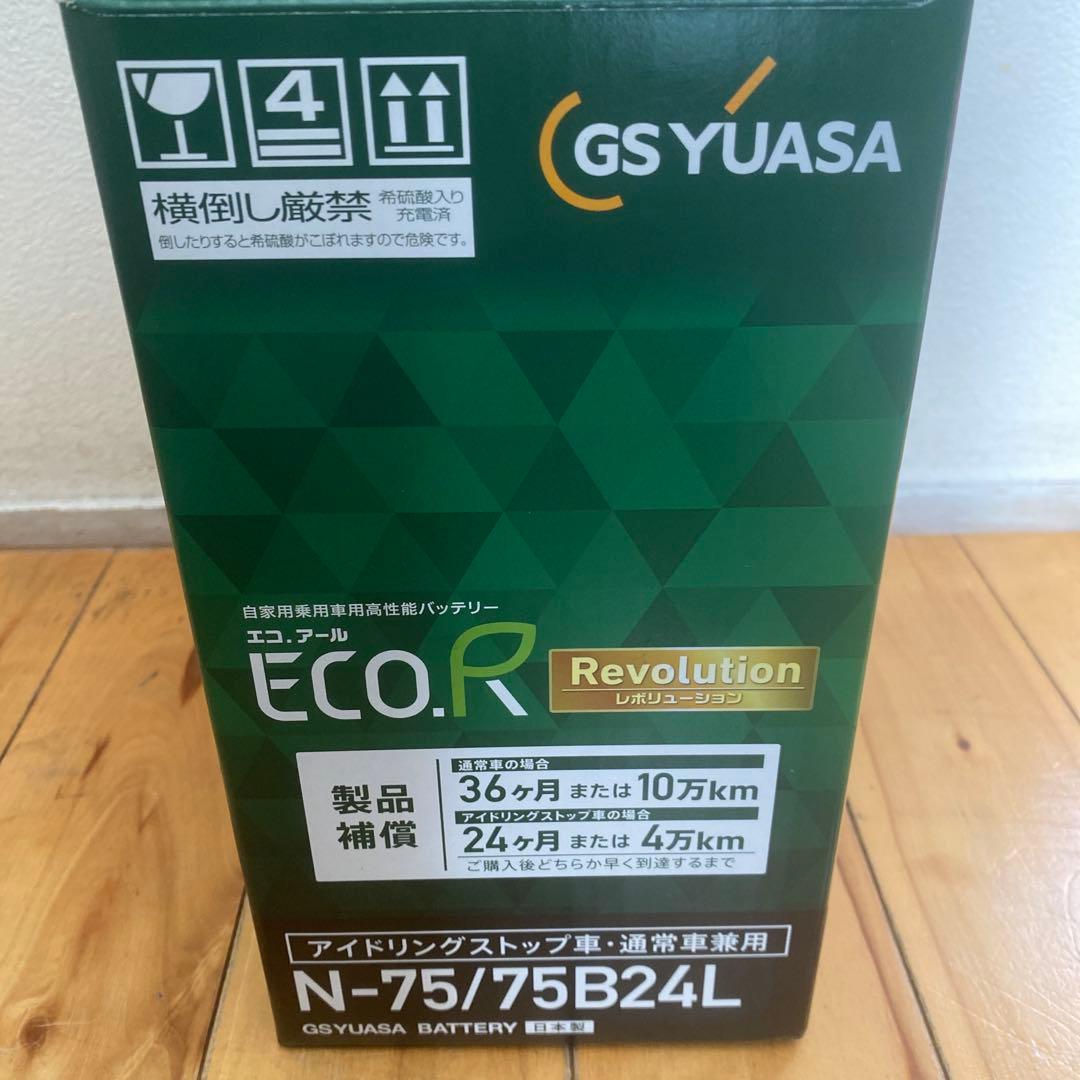 4
GS YUASA
横倒し厳禁 希硫酸入り
充電済
倒したりすると希硫酸がこぼれますので危険です。
自家用乗用車用高性能バッテリー
エコ.アール
ECO.R Revolution
レボリューション
製品
補償
通常車の場合
36ヶ月 または 10万km
アイドリングストップ車の場合
24ヶ月 または 4万km
ご購入後どちらか早く到達するまで
アイドリングストップ車・通常車兼用
N-75/75B24L
GSYUASA BATTERY 日本製